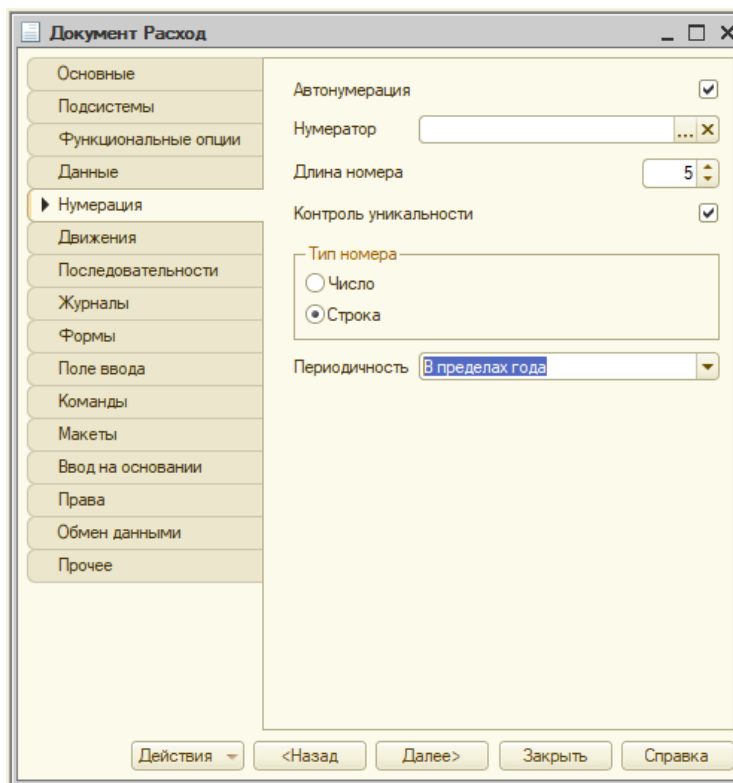 Документ Расход
Основные
Подсистемы
Функциональные опции
Данные
Нумерация
Движения
Последовательности
Журналы
Формы
Поле ввода
Команды
Макеты
Ввод на основании
Права
Обмен данными
Прочее
Автонумерация
Нумератор ...
Длина номера 5
Контроль уникальности
Тип номера
Число
Строка
Периодичность В пределах года
Действия <Назад Далее> Закрыть Справка